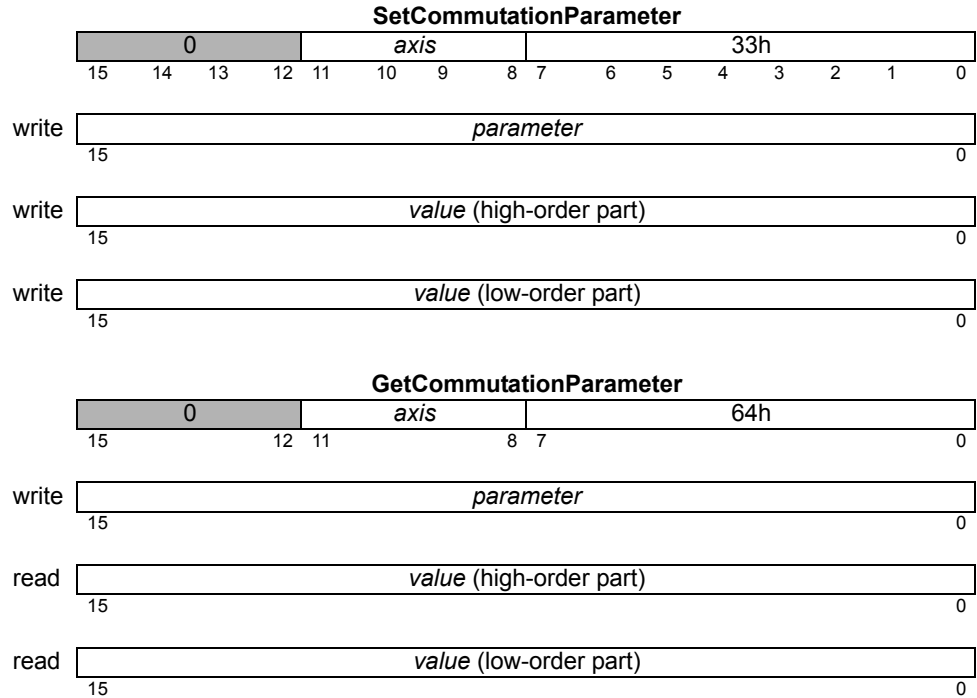 SetCommutationParameter
0 axis 33h
15 14 13 12 11 10 9 8 7 6 5 4 3 2 1 0
write parameter
15 0
write value (high-order part)
15 0
write value (low-order part)
15 0
GetCommutationParameter
0 axis 64h
15 12 11 8 7 0
write parameter
15 0
read value (high-order part)
15 0
read value (low-order part)
15 0